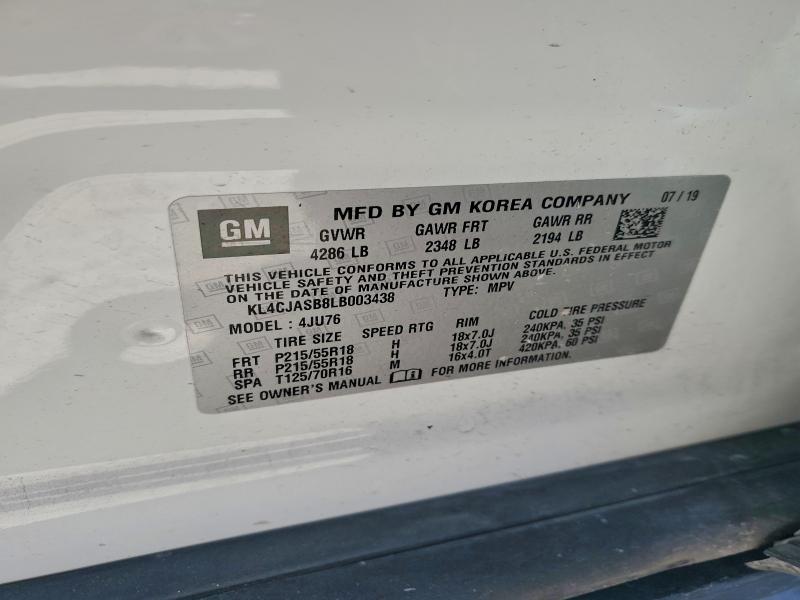 GM MFD BY GM KOREA COMPANY 07 / 19
GVWR GAWR FRT GAWR RR
4286 LB 2348 LB 2194 LB
THIS VEHICLE CONFORMS TO ALL APPLICABLE U.S. FEDERAL MOTOR
VEHICLE SAFETY AND THEFT PREVENTION STANDARDS IN EFFECT
ON THE DATE OF MANUFACTURE SHOWN ABOVE.
KL4CJASB8LB003438 TYPE: MPV
MODEL : 4JU76
TIRE SIZE SPEED RTG RIM COLD TIRE PRESSURE
FRT P215/55R18 H 18x7.0J 240KPA, 35 PSI
RR P215/55R18 H 18x7.0J 240KPA, 35 PSI
SPA T125/70R16 M 16x4.0T 420KPA, 60 PSI
SEE OWNER'S MANUAL FOR MORE INFORMATION.